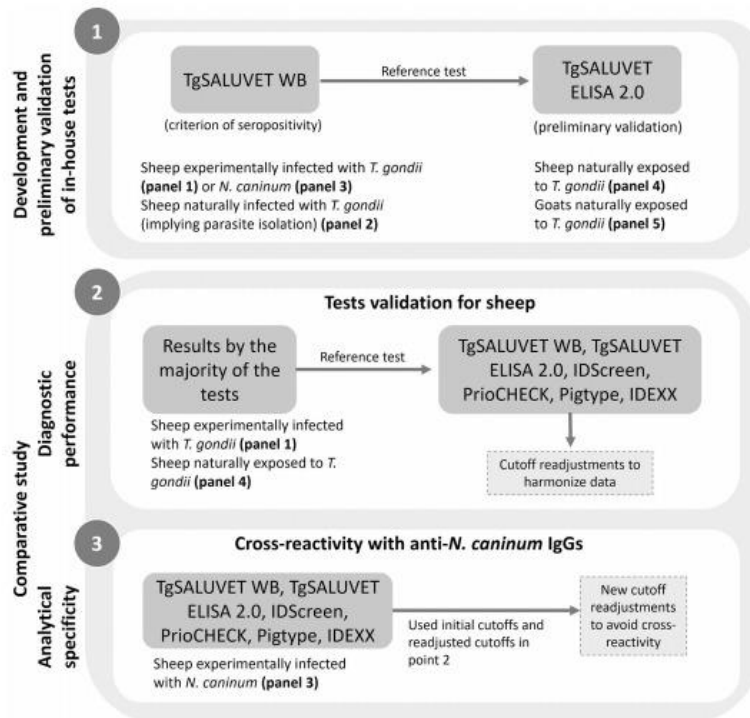 1
Development and
preliminary validation
of in-house tests
TgSALUVET WB
Reference test
TgSALUVET
ELISA 2.0
(criterion of seropositivity)
(preliminary validation)
Sheep experimentally infected with T. gondii
(panel 1) or N. caninum (panel 3)
Sheep naturally infected with T. gondii
(implying parasite isolation) (panel 2)
Sheep naturally exposed
to T. gondii (panel 4)
Goats naturally exposed
to T. gondii (panel 5)
Comparative study
2
Diagnostic
performance
Tests validation for sheep
Results by the
majority of the
tests
Reference test
TgSALUVET WB, TgSALUVET
ELISA 2.0, IDScreen,
PrioCHECK, Pigtype, IDEXX
Sheep experimentally infected
with T. gondii (panel 1)
Sheep naturally exposed to T.
gondii (panel 4)
Cutoff readjustments to
harmonize data
3
Analytical
specificity
Cross-reactivity with anti-N. caninum IgGs
TgSALUVET WB, TgSALUVET
ELISA 2.0, IDScreen,
PrioCHECK, Pigtype, IDEXX
Used initial cutoffs and
readjusted cutoffs in
point 2
New cutoff
readjustments
to avoid cross-
reactivity
Sheep experimentally infected
with N. caninum (panel 3)